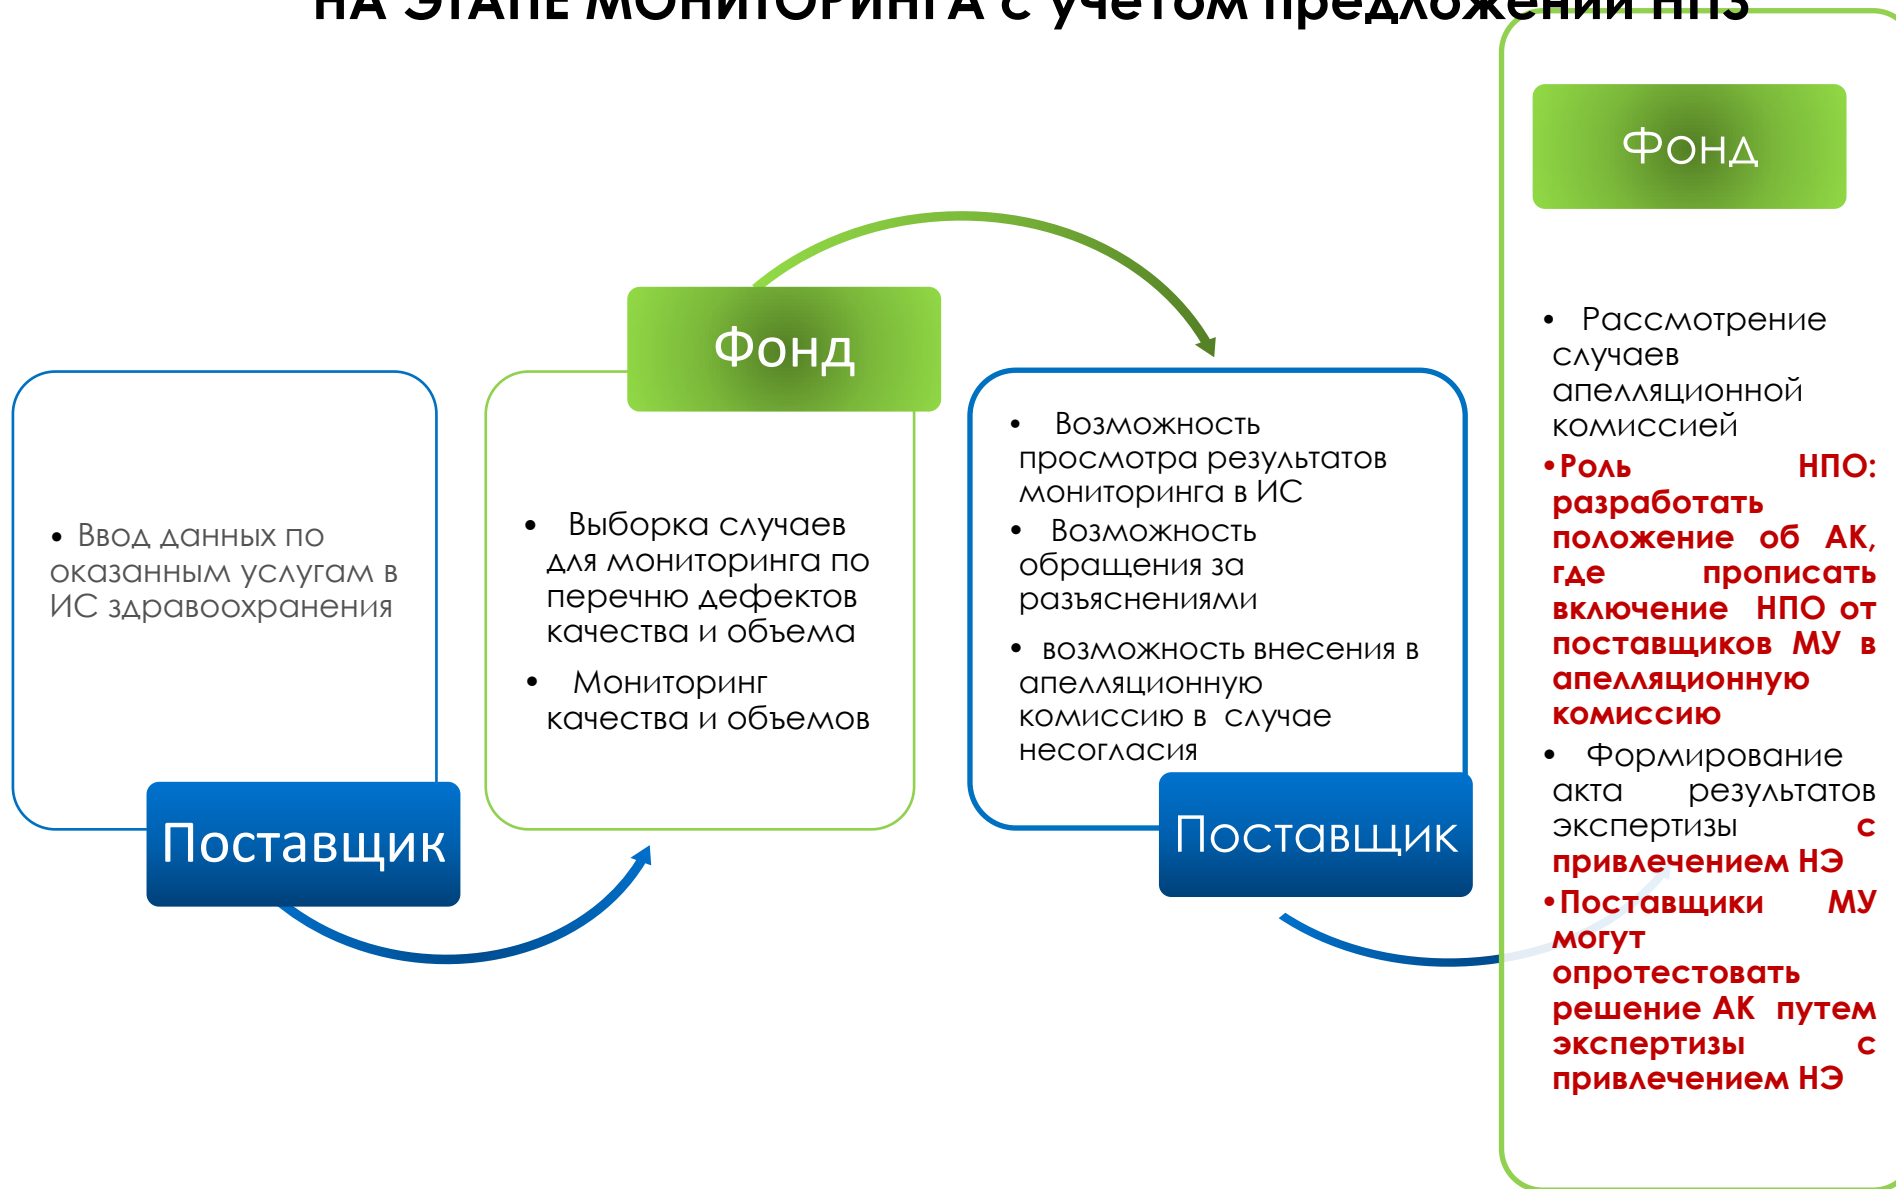 НА ЭТАПЕ МОНИТОРИНГА с учетом предложений НПЗ
• Ввод данных по
оказанным услугам в
ИС здравоохранения
Поставщик
Фонд
• Выборка случаев
для мониторинга по
перечню дефектов
качества и объема
• Мониторинг
качества и объемов
• Возможность
просмотра результатов
мониторинга в ИС
• Возможность
обращения за
разъяснениями
• возможность внесения в
апелляционную
комиссию в случае
несогласия
Поставщик
Фонд
• Рассмотрение
случаев
апелляционной
комиссией
•Роль НПО:
разработать
положение об АК,
где прописать
включение НПО от
поставщиков МУ в
апелляционную
комиссию
• Формирование
акта результатов
экспертизы с
привлечением НЭ
•Поставщики МУ
могут
опротестовать
решение АК путем
экспертизы с
привлечением НЭ